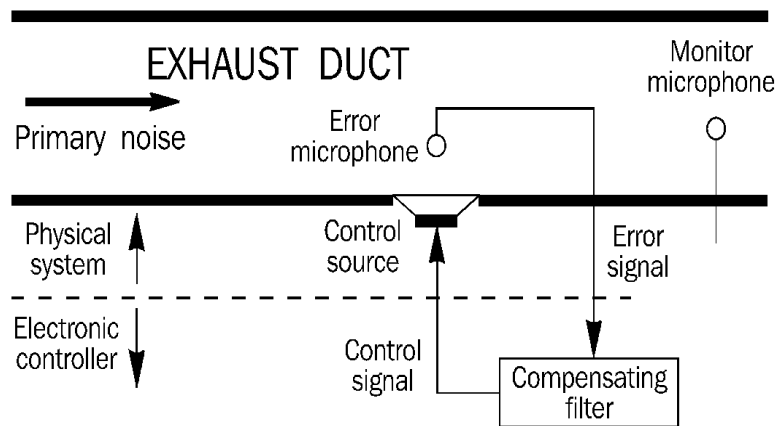 EXHAUST DUCT
Monitor
microphone
Primary noise
Error
microphone
Physical
system
Control
source
Error
signal
Electronic
controller
Control
signal
Compensating
filter